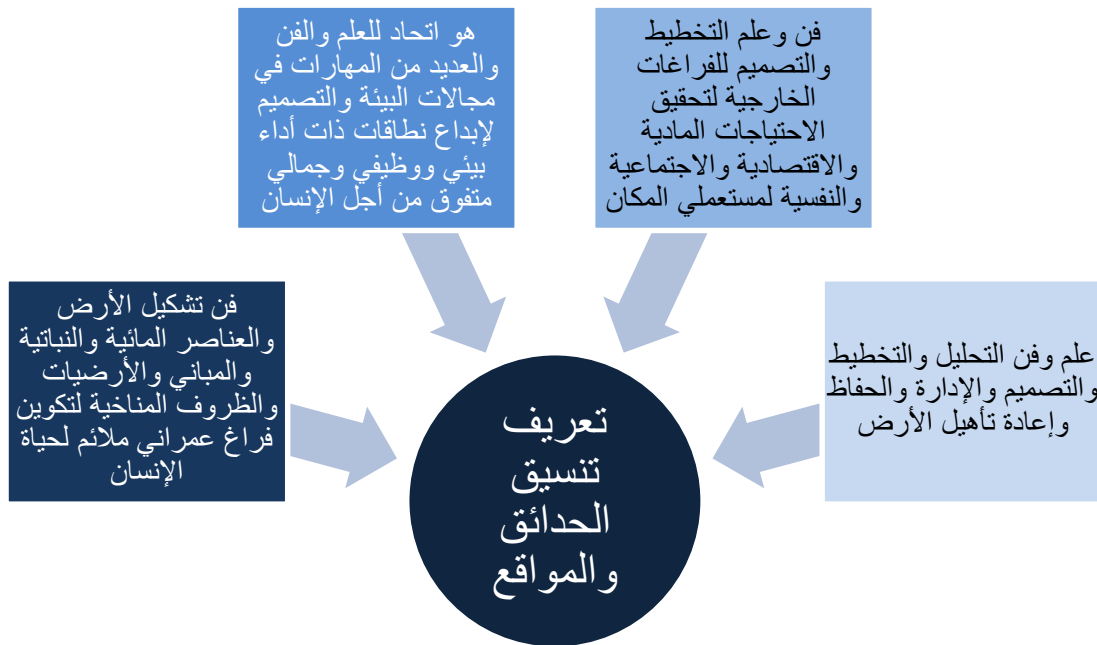 فن وعلم التخطيط
والتصميم للفراغات
الخارجية لتحقيق
الاحتياجات المادية
والاقتصادية والاجتماعية
والنفسية لمستعملي المكان
هو اتحاد للعلم والفن
والعديد من المهارات في
مجالات البيئة والتصميم
لإبداع نطاقات ذات أداء
بيئي ووظيفي وجمالي
متفوق من أجل الإنسان
علم وفن التحليل والتخطيط
والتصميم والإدارة والحفاظ
وإعادة تأهيل الأرض
فن تشكيل الأرض
والعناصر المائية والنباتية
والمباني والأرضيات
والظروف المناخية لتكوين
فراغ عمراني ملائم لحياة
الإنسان
تعريف
تنسيق
الحدائق
والمواقع